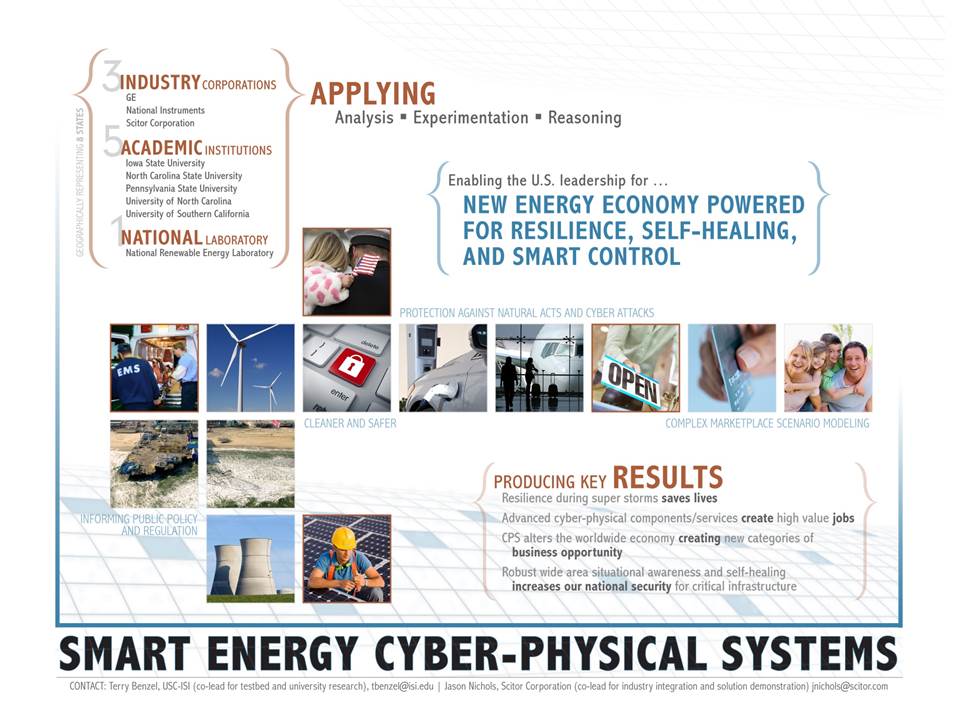 3 INDUSTRY CORPORATIONS
GE
National Instruments
Scitor Corporation
5 ACADEMIC INSTITUTIONS
Iowa State University
North Carolina State University
Pennsylvania State University
University of North Carolina
University of Southern California
1 NATIONAL LABORATORY
National Renewable Energy Laboratory
GEOGRAPHICALLY REPRESENTING 8 STATES
APPLYING
Analysis ▪ Experimentation ▪ Reasoning
Enabling the U.S. leadership for ...
NEW ENERGY ECONOMY POWERED
FOR RESILIENCE, SELF-HEALING,
AND SMART CONTROL
PROTECTION AGAINST NATURAL ACTS AND CYBER ATTACKS
EMS
delete
enter
OPEN
CLEANER AND SAFER
COMPLEX MARKETPLACE SCENARIO MODELING
INFORMING PUBLIC POLICY
AND REGULATION
PRODUCING KEY RESULTS
Resilience during super storms saves lives
Advanced cyber-physical components/services create high value jobs
CPS alters the worldwide economy creating new categories of
business opportunity
Robust wide area situational awareness and self-healing
increases our national security for critical infrastructure
SMART ENERGY CYBER-PHYSICAL SYSTEMS
CONTACT: Terry Benzel, USC-ISI (co-lead for testbed and university research), tbenzel@isi.edu | Jason Nichols, Scitor Corporation (co-lead for industry integration and solution demonstration) jnichols@scitor.com